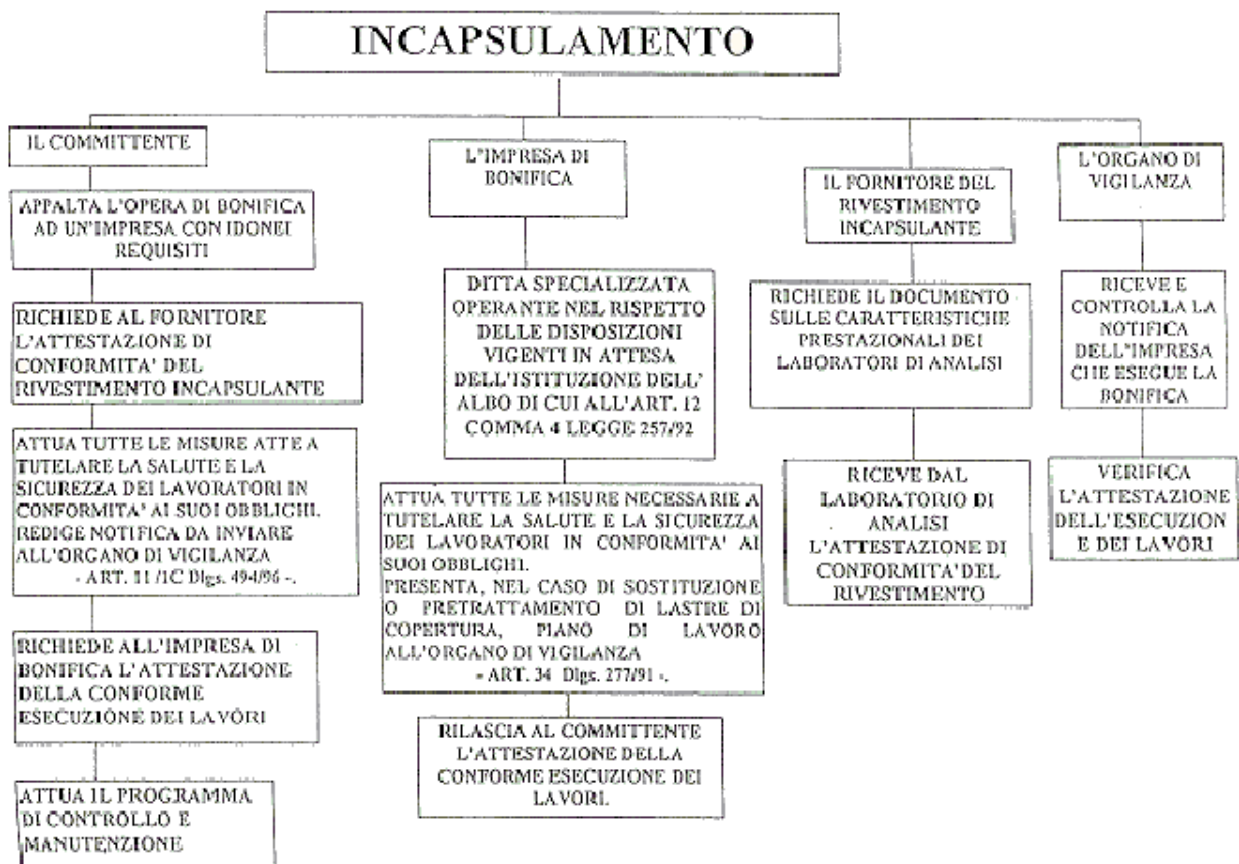 INCAPSULAMENTO
IL COMMITTENTE
APPALTA L'OPERA DI BONIFICA
AD UN'IMPRESA CON IDONEI
REQUISITI
RICHIEDE AL FORNITORE
L'ATTESTAZIONE DI
CONFORMITA' DEL
RIVESTIMENTO INCAPSULANTE
ATTUA TUTTE LE MISURE ATTE A
TUTELARE LA SALUTE E LA
SICUREZZA DEI LAVORATORI IN
CONFORMITA' AI SUOI OBBLIGHI.
REDIGE NOTIFICA DA INVIARE
ALL'ORGANO DI VIGILANZA
- ART. 11 /1C Dlgs. 494/96 -.
RICHIEDE ALL'IMPRESA DI
BONIFICA L'ATTESTAZIONE
DELLA CONFORME
ESECUZIONE DEI LAVORI
ATTUA IL PROGRAMMA
DI CONTROLLO E
MANUTENZIONE
L"IMPRESA DI
BONIFICA
DITTA SPECIALIZZATA
OPERANTE NEL RISPETTO
DELLE DISPOSIZIONI
VIGENTI IN ATTESA
DELL'ISTITUZIONE DELL'
ALBO DI CUI ALL'ART. 12
COMMA 4 LEGGE 257/92
ATTUA TUTTE LE MISURE NECESSARIE A
TUTELARE LA SALUTE E LA SICUREZZA
DEI LAVORATORI IN CONFORMITA' AI
SUOI OBBLIGHI.
PRESENTA, NEL CASO DI SOSTITUZIONE
O PRETRATTAMENTO DI LASTRE DI
COPERTURA, PIANO DI LAVORO
ALL'ORGANO DI VIGILANZA
- ART. 34 Dlgs. 277/91 -.
RILASCIA AL COMMITTENTE
L'ATTESTAZIONE DELLA
CONFORME ESECUZIONE DEI
LAVORI.
IL FORNITORE DEL
RIVESTIMENTO
INCAPSULANTE
RICHIEDE IL DOCUMENTO
SULLE CARATTERISTICHE
PRESTAZIONALI DEI
LABORATORI DI ANALISI
RICEVE DAL
LABORATORIO DI
ANALISI
L'ATTESTAZIONE DI
CONFORMITA'DEL
RIVESTIMENTO
L'ORGANO DI
VIGILANZA
RICEVE E
CONTROLLA LA
NOTIFICA
DELL"IMPRESA
CHE ESEGUE LA
BONIFICA
VERIFICA
L'ATTESTAZIONE
DELL'ESECUZION
E DEI LAVORI